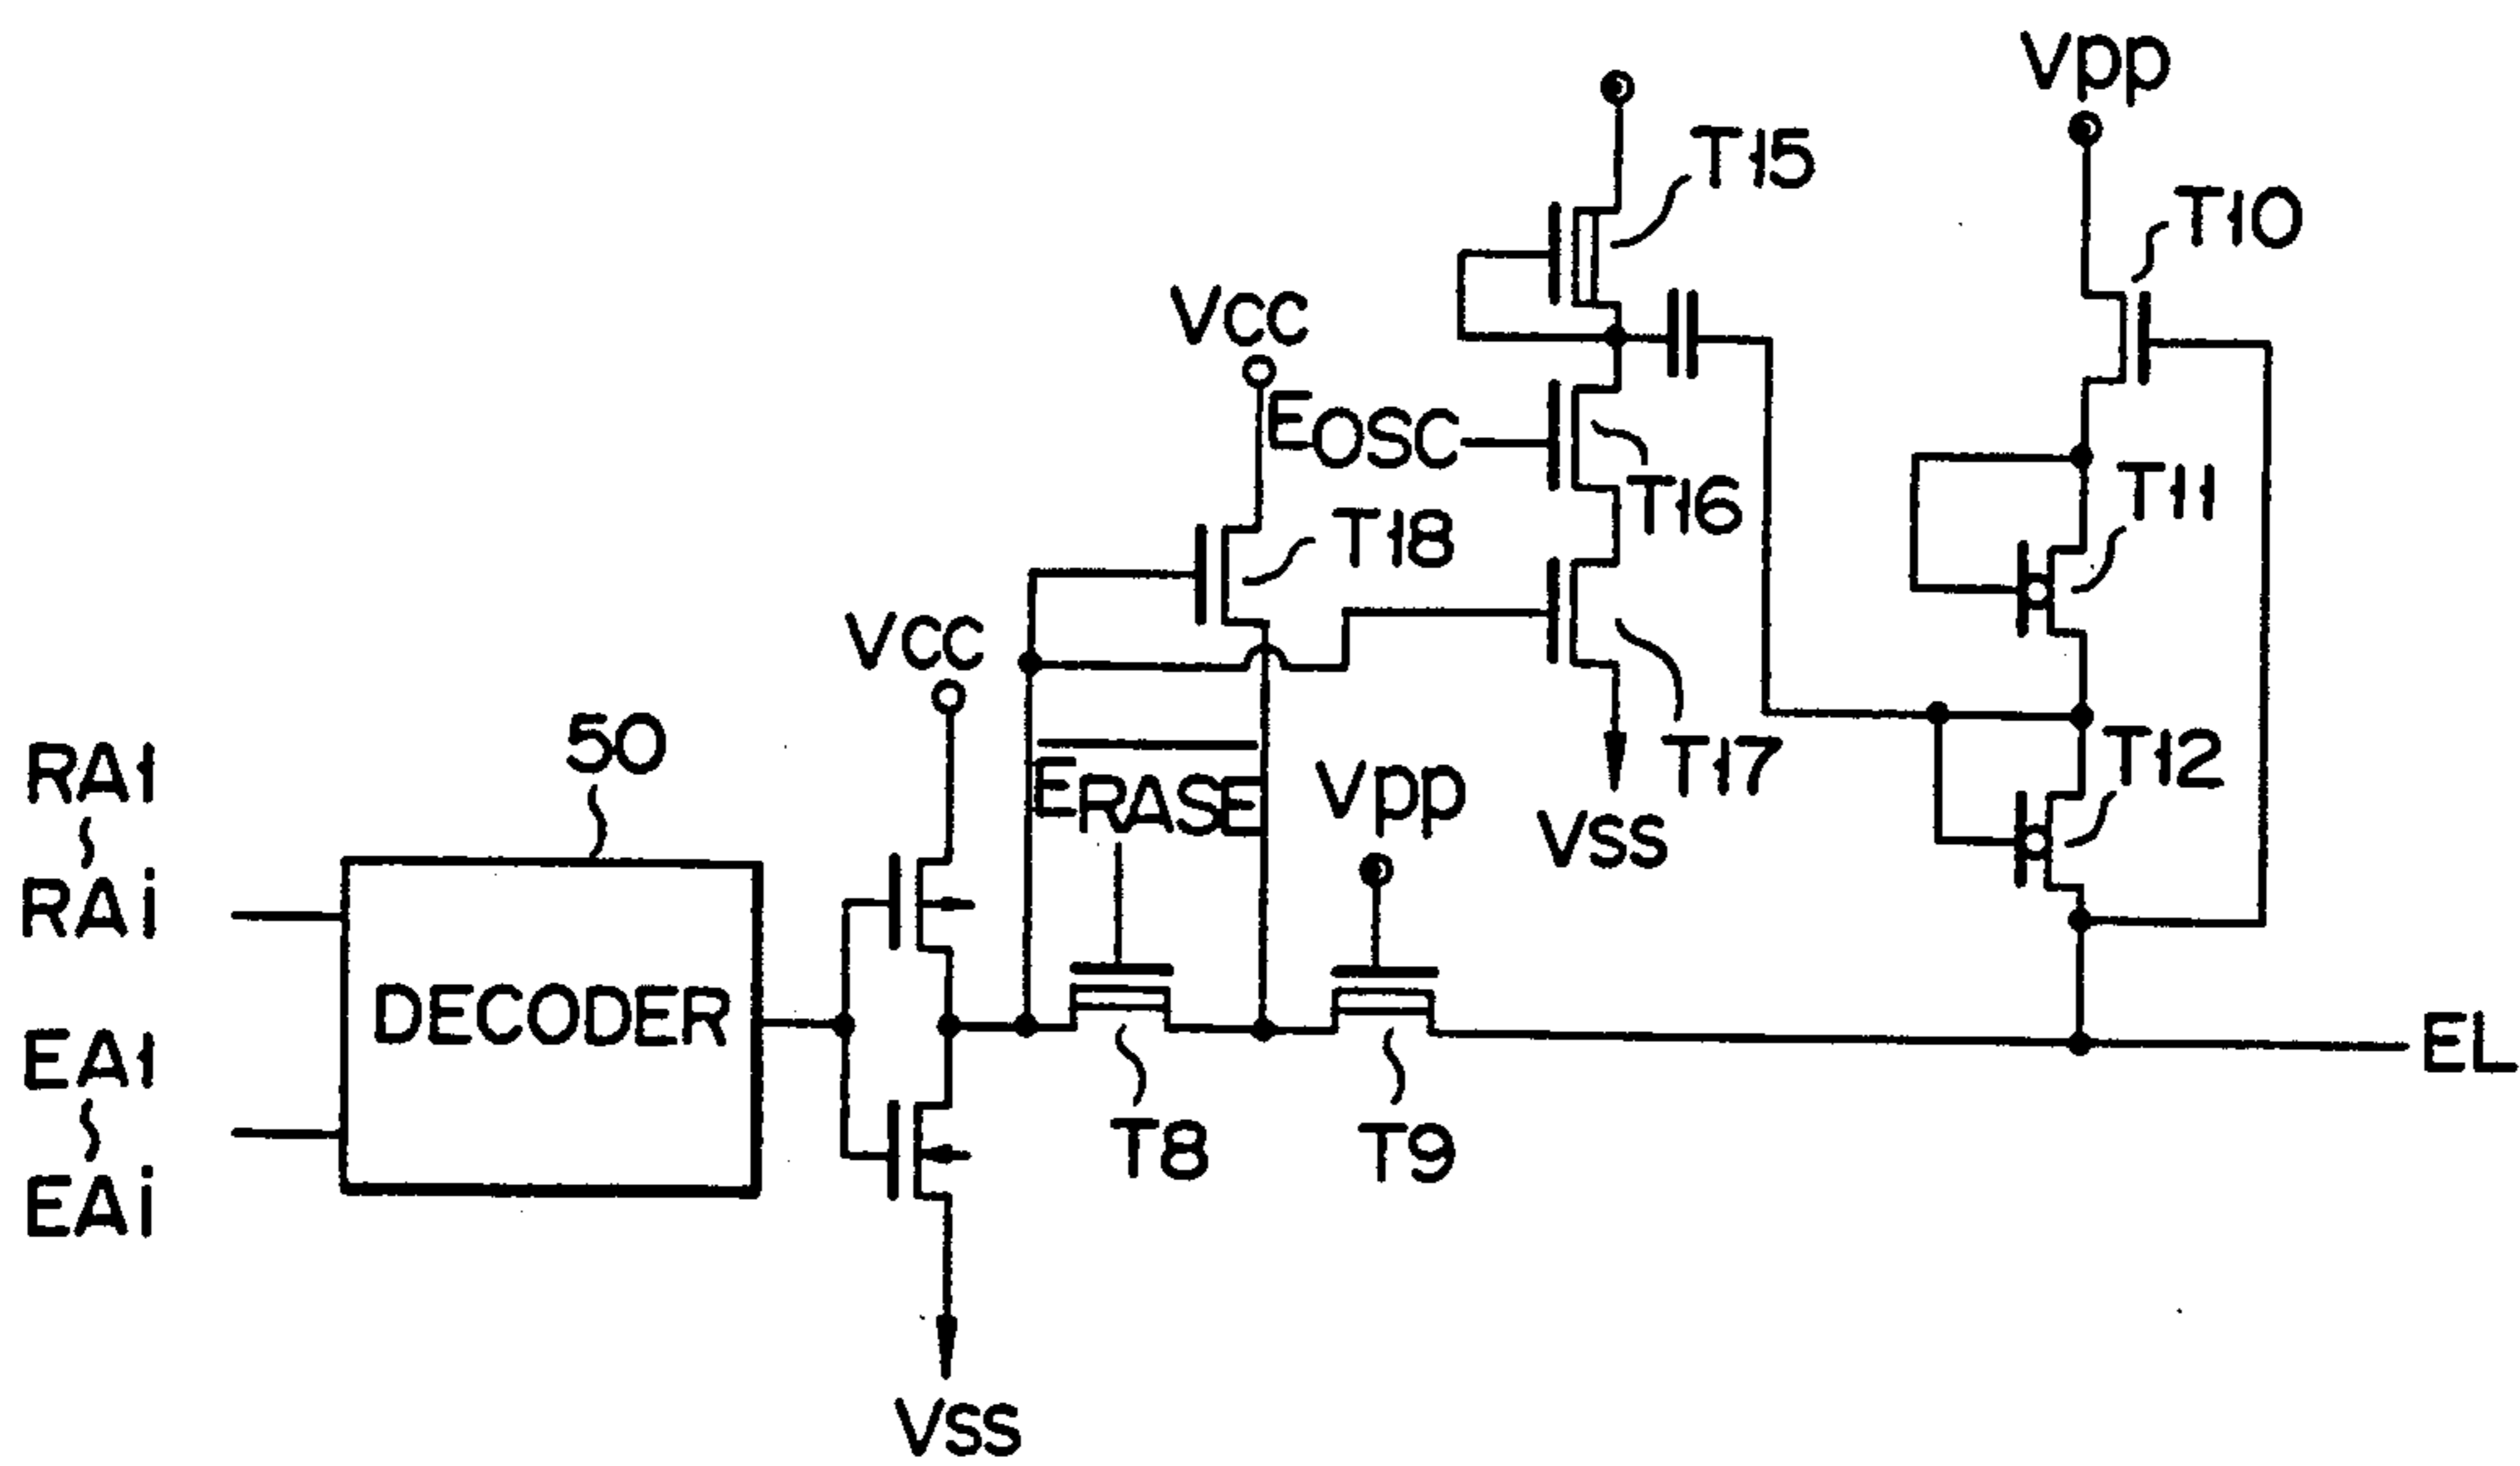 Vpp
T15
T10
Vcc
EOSC
T11
T18
T16
Vcc
50
RA1
~
RAi
ERASE
Vpp
T17
T12
Vss
DECODER
EA1
~
EAi
EL
T8
T9
Vss